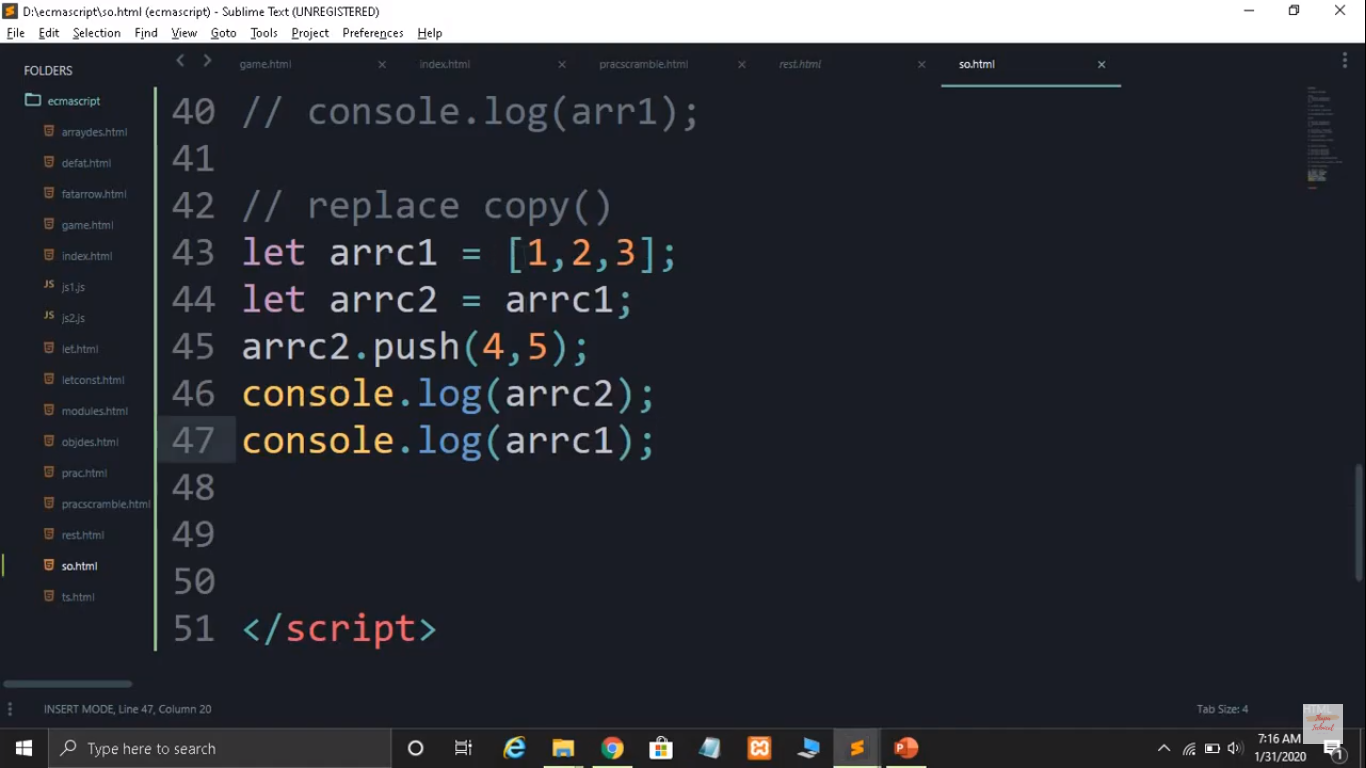 D:\ecmascript\so.html (ecmascript) - Sublime Text (UNREGISTERED)
File Edit Selection Find View Goto Tools Project Preferences Help
FOLDERS
ecmascript
arraydes.html
defat.html
fatarrow.html
game.html
index.html
js1.js
js2.js
let.html
letconst.html
modules.html
objdes.html
prac.html
pracscramble.html
rest.html
so.html
ts.html
game.html index.html pracscramble.html rest.html so.html
40 // console.log(arr1);
41
42 // replace copy()
43 let arrc1 = [1,2,3];
44 let arrc2 = arrc1;
45 arrc2.push(4,5);
46 console.log(arrc2);
47 console.log(arrc1);
48
49
50
51 </script>
INSERT MODE, Line 47, Column 20
Tab Size: 4
HTML
Type here to search
7:16 AM
1/31/2020
1